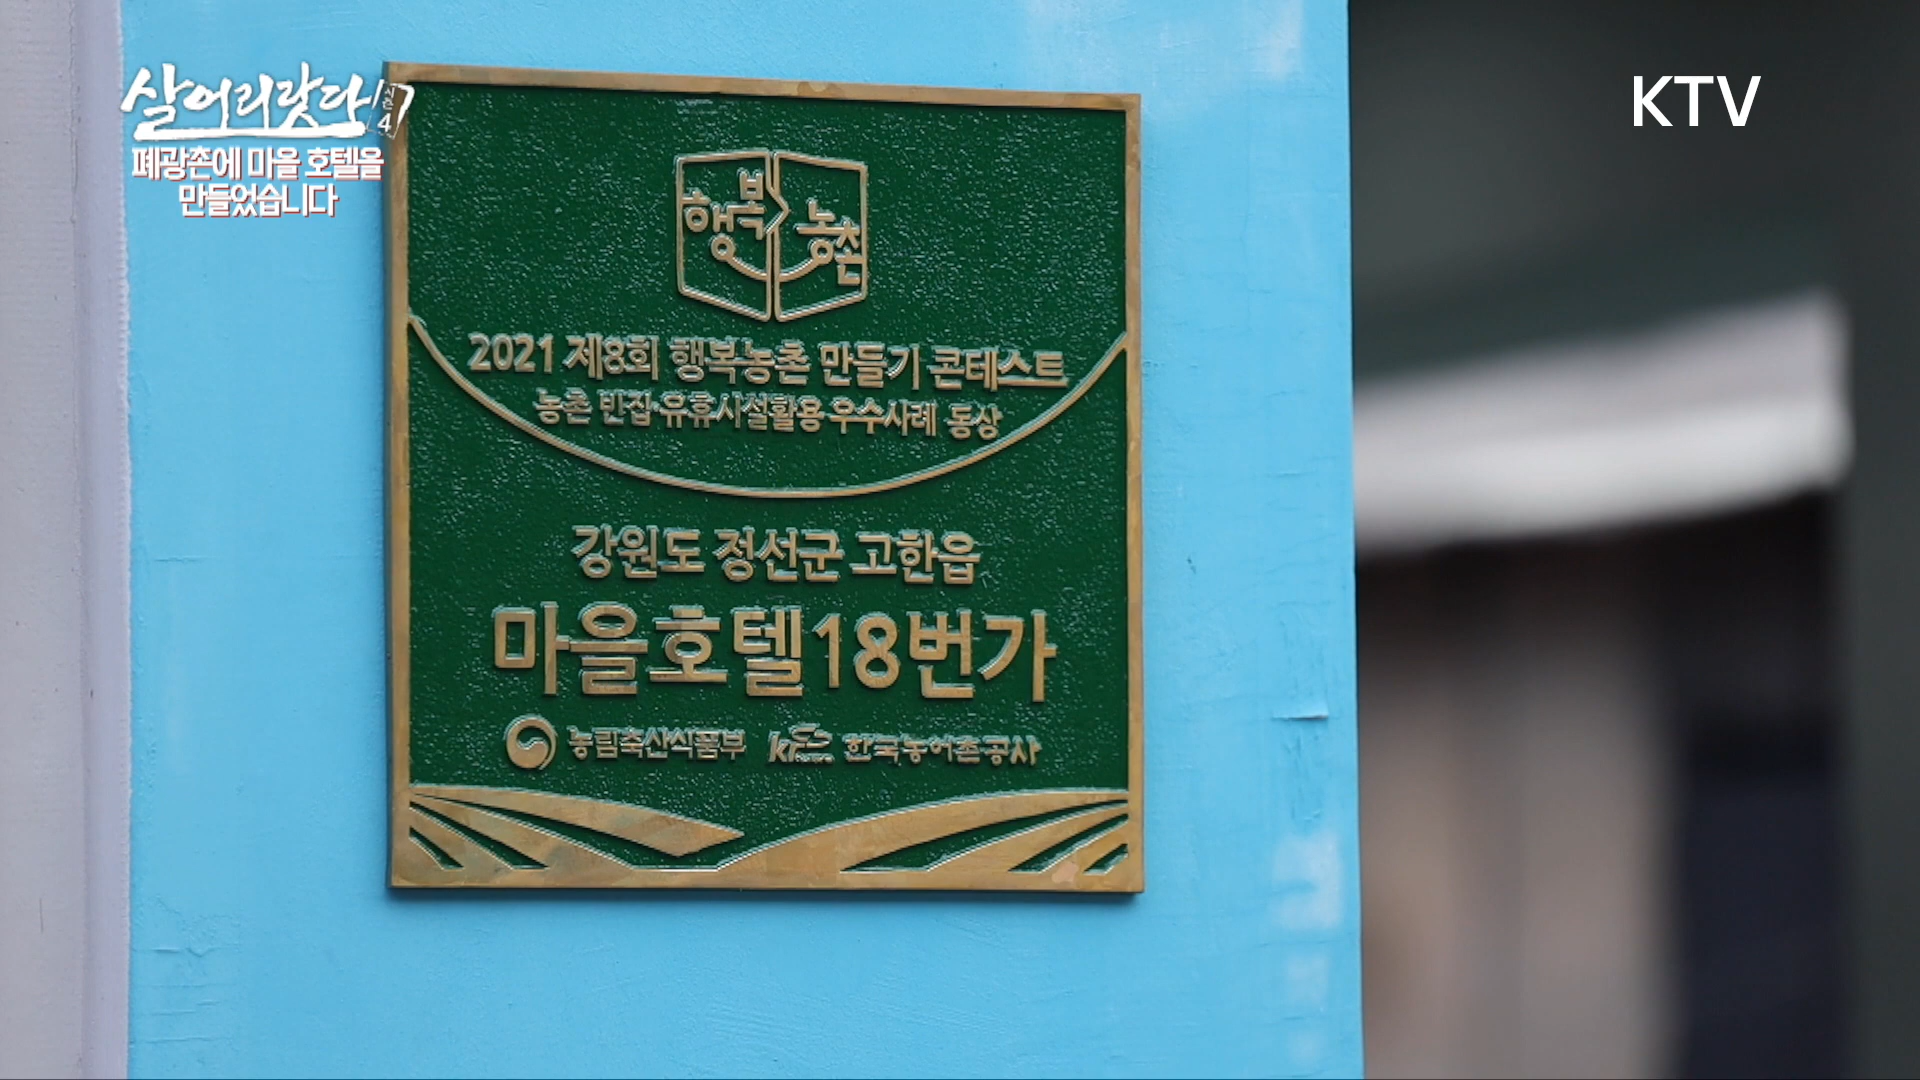 살어리랏다 시즌4
폐광촌에 마을 호텔을
만들었습니다
KTV
행복 농촌
2021 제8회 행복농촌 만들기 콘테스트
농촌 빈집·유휴시설활용 우수사례 동상
강원도 정선군 고한읍
마을호텔18번가
농림축산식품부 한국농어촌공사